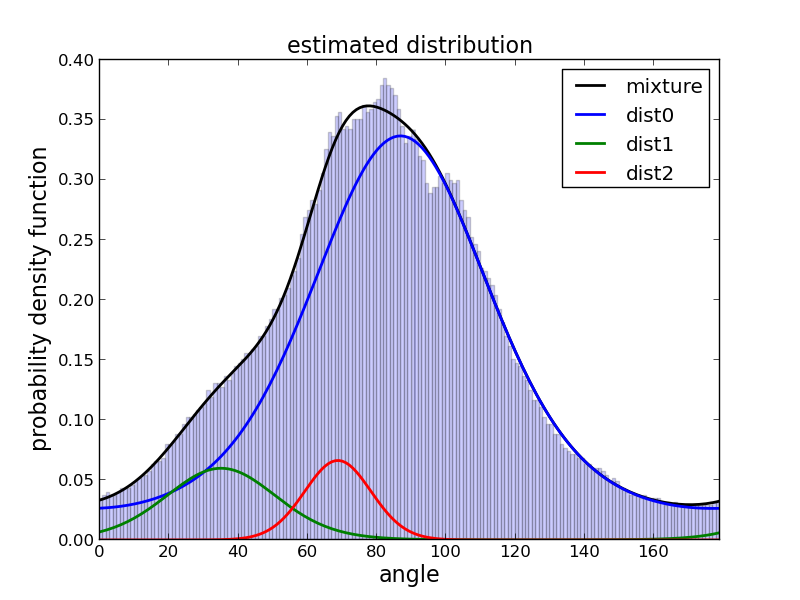 estimated distribution
mixture
dist0
dist1
dist2
probability density function
0.40
0.35
0.30
0.25
0.20
0.15
0.10
0.05
0.00
0 20 40 60 80 100 120 140 160
angle